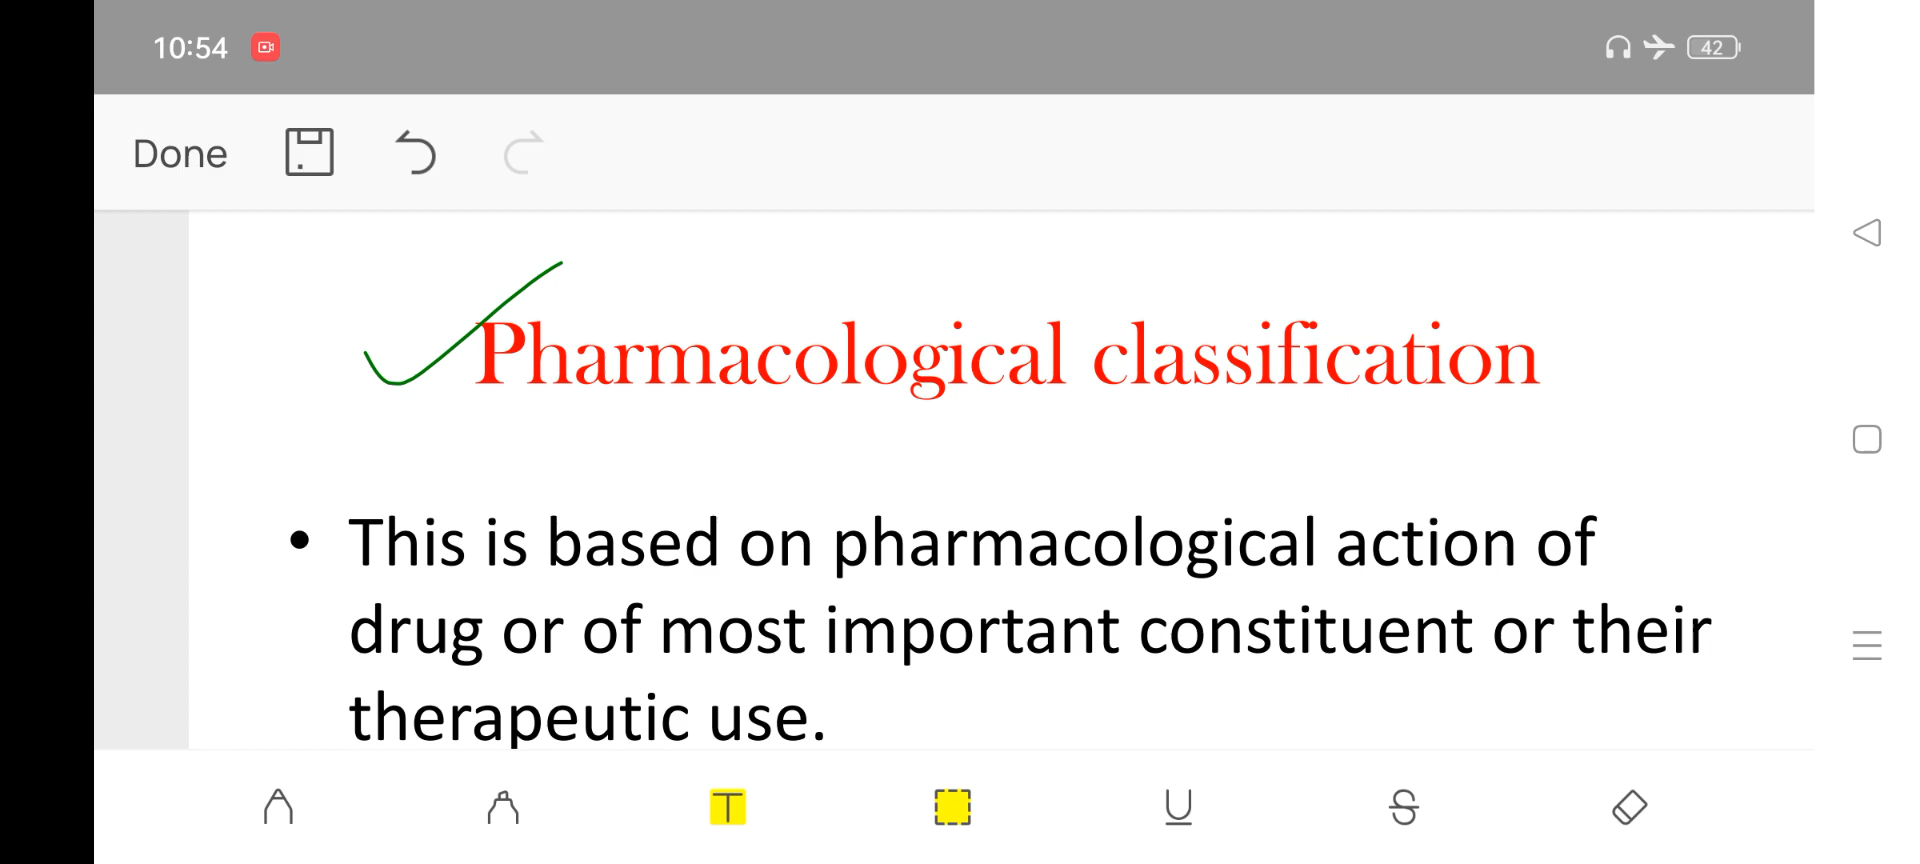 10:54
42
Done
Pharmacological classification
• This is based on pharmacological action of
drug or of most important constituent or their
therapeutic use.
T
U
S